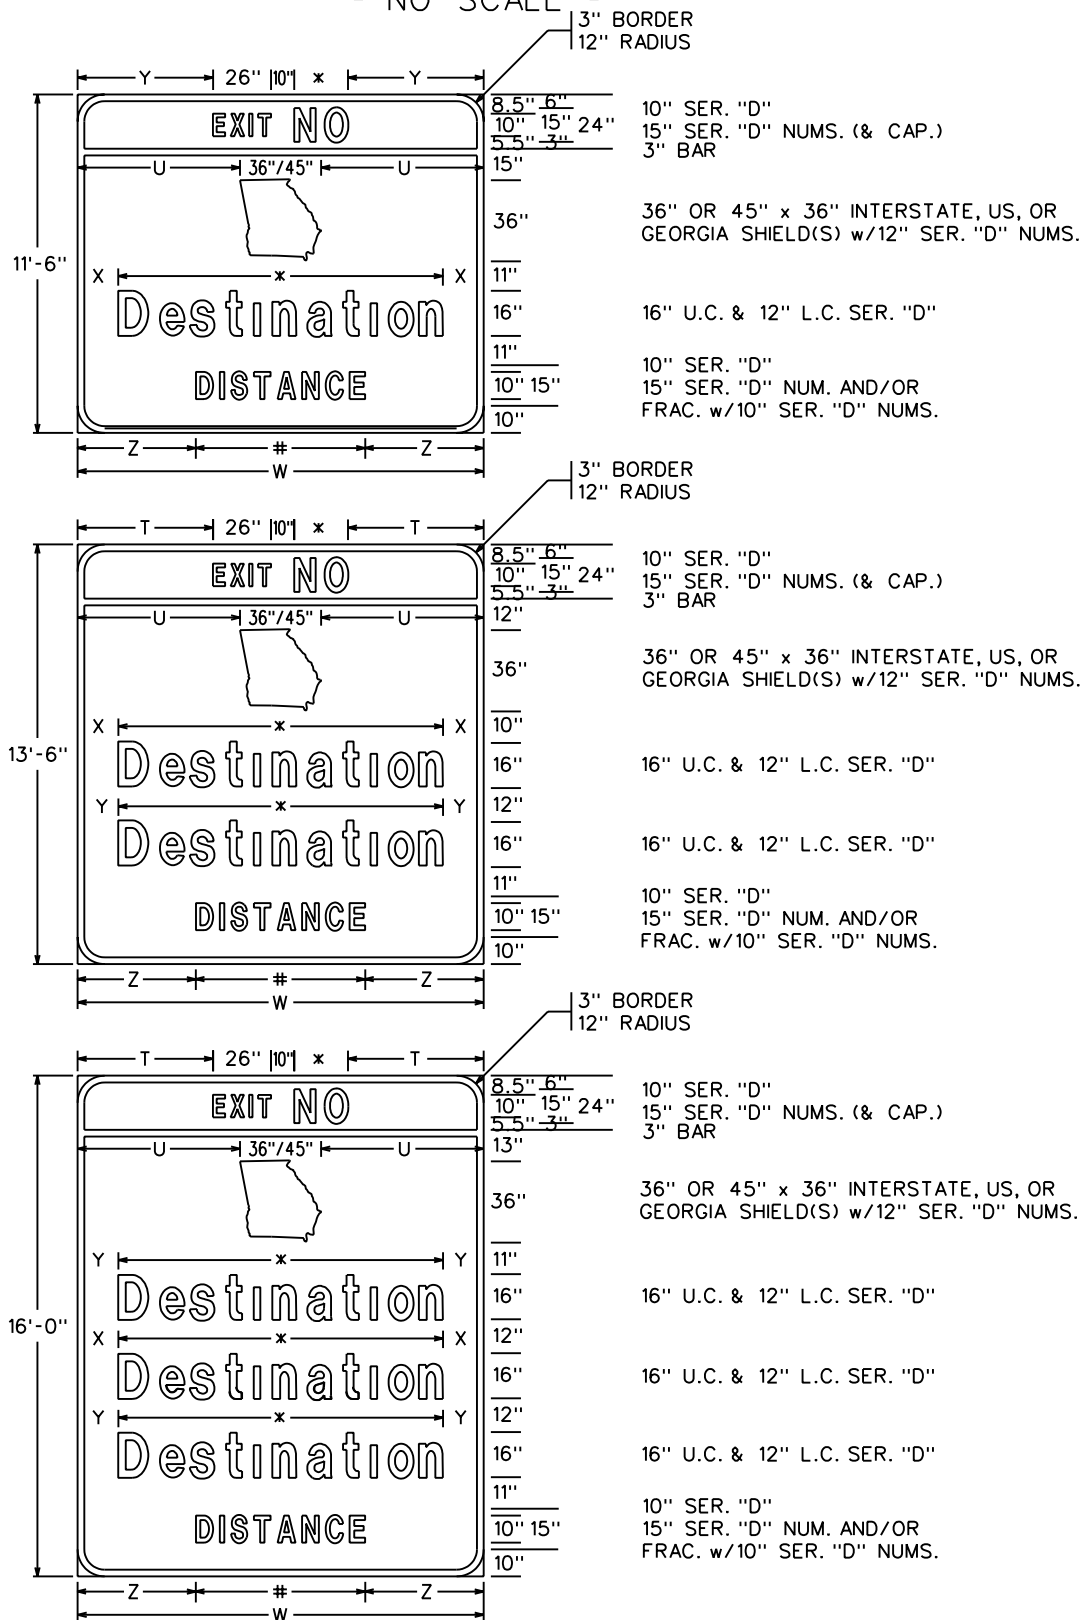 - NO SCALE -
3" BORDER
12" RADIUS
Y 26" 10" * Y
EXIT NO
8.5" 6"
10" 15" 24"
5.5" 3"
10" SER. "D"
15" SER. "D" NUMS. (& CAP.)
3" BAR
U 36"/45" U
15"
36"
36" OR 45" x 36" INTERSTATE, US, OR
GEORGIA SHIELD(S) w/12" SER. "D" NUMS.
11'-6"
X * X
11"
Destination
16"
16" U.C. & 12" L.C. SER. "D"
11"
DISTANCE
10" 15"
10" SER. "D"
15" SER. "D" NUM. AND/OR
FRAC. w/10" SER. "D" NUMS.
10"
Z # Z
W
3" BORDER
12" RADIUS
T 26" 10" * T
EXIT NO
8.5" 6"
10" 15" 24"
5.5" 3"
10" SER. "D"
15" SER. "D" NUMS. (& CAP.)
3" BAR
U 36"/45" U
12"
36"
36" OR 45" x 36" INTERSTATE, US, OR
GEORGIA SHIELD(S) w/12" SER. "D" NUMS.
X * X
10"
13'-6"
Destination
16"
16" U.C. & 12" L.C. SER. "D"
Y * Y
12"
Destination
16"
16" U.C. & 12" L.C. SER. "D"
11"
DISTANCE
10" 15"
10" SER. "D"
15" SER. "D" NUM. AND/OR
FRAC. w/10" SER. "D" NUMS.
10"
Z # Z
W
3" BORDER
12" RADIUS
T 26" 10" * T
EXIT NO
8.5" 6"
10" 15" 24"
5.5" 3"
10" SER. "D"
15" SER. "D" NUMS. (& CAP.)
3" BAR
U 36"/45" U
13"
36"
36" OR 45" x 36" INTERSTATE, US, OR
GEORGIA SHIELD(S) w/12" SER. "D" NUMS.
Y * Y
11"
Destination
16"
16" U.C. & 12" L.C. SER. "D"
16'-0"
X * X
12"
Destination
16"
16" U.C. & 12" L.C. SER. "D"
Y * Y
12"
Destination
16"
16" U.C. & 12" L.C. SER. "D"
11"
DISTANCE
10" 15"
10" SER. "D"
15" SER. "D" NUM. AND/OR
FRAC. w/10" SER. "D" NUMS.
10"
Z # Z
W